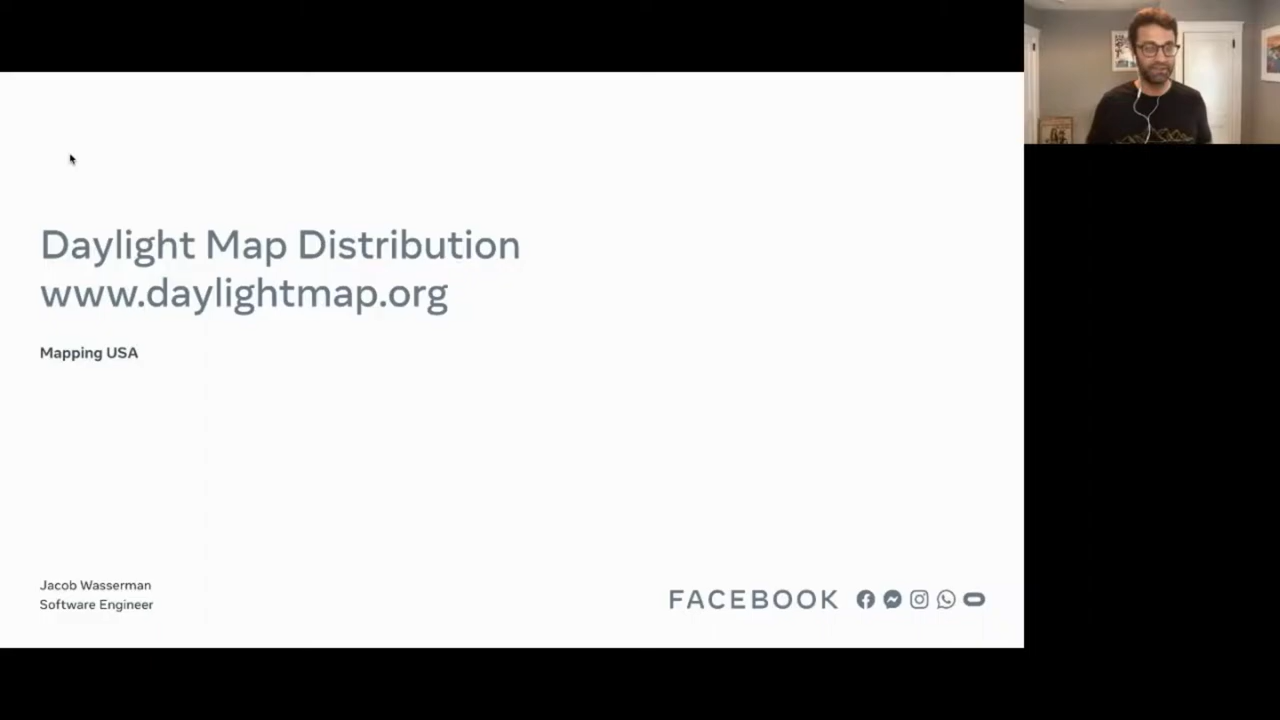 Daylight Map Distribution
www.daylightmap.org
Mapping USA
Jacob Wasserman
Software Engineer
FACEBOOK